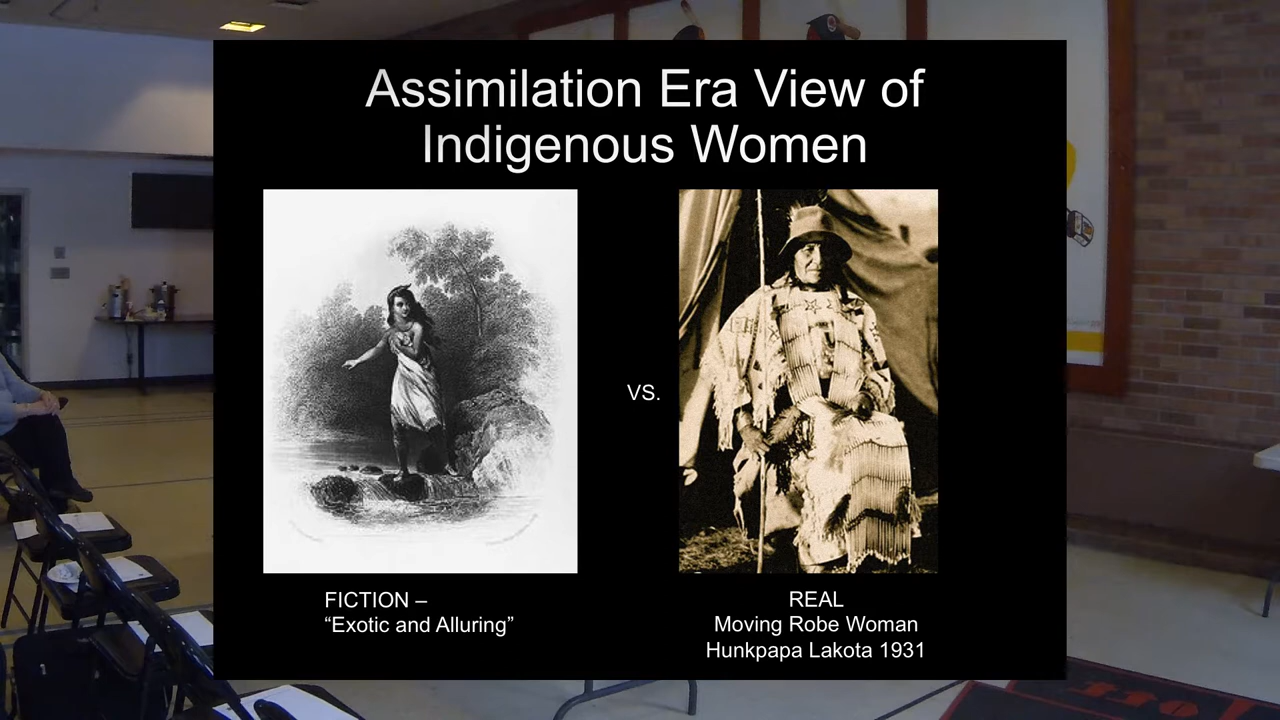 Assimilation Era View of
Indigenous Women
VS.
FICTION –
“Exotic and Alluring”
REAL
Moving Robe Woman
Hunkpapa Lakota 1931